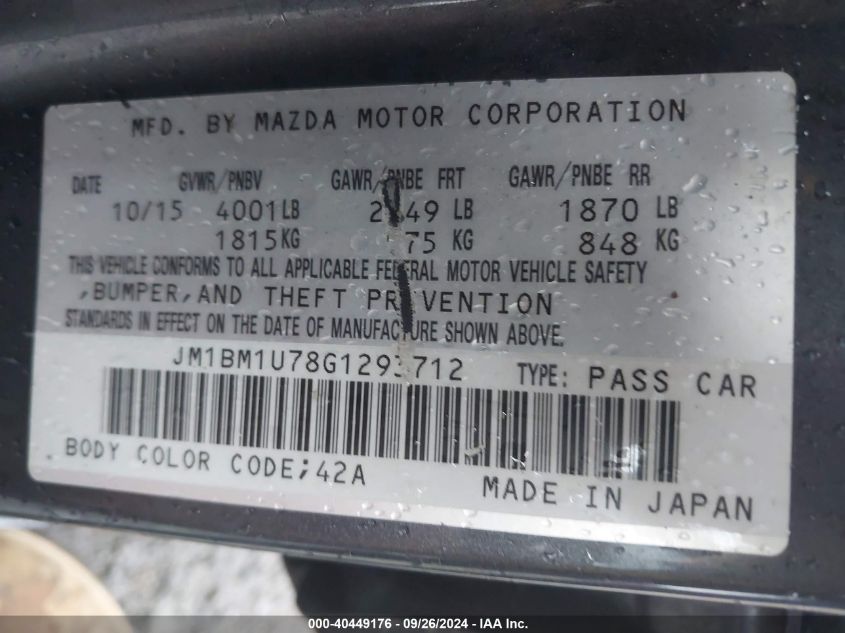 MFD. BY MAZDA MOTOR CORPORATION
DATE GVWR/PNBV GAWR/PNBE FRT GAWR/PNBE RR
10/15 4001LB LB 1870 LB
1815KG KG 848 KG
THIS VEHICLE CONFORMS TO ALL APPLICABLE FEDERAL MOTOR VEHICLE SAFETY
,BUMPER,AND THEFT PREVENTION
STANDARDS IN EFFECT ON THE DATE OF MANUFACTURE SHOWN ABOVE.
JM1BM1U78G1293712 TYPE: PASS CAR
BODY COLOR CODE;42A
MADE IN JAPAN
000-40449176 - 09/26/2024 - IAA Inc.